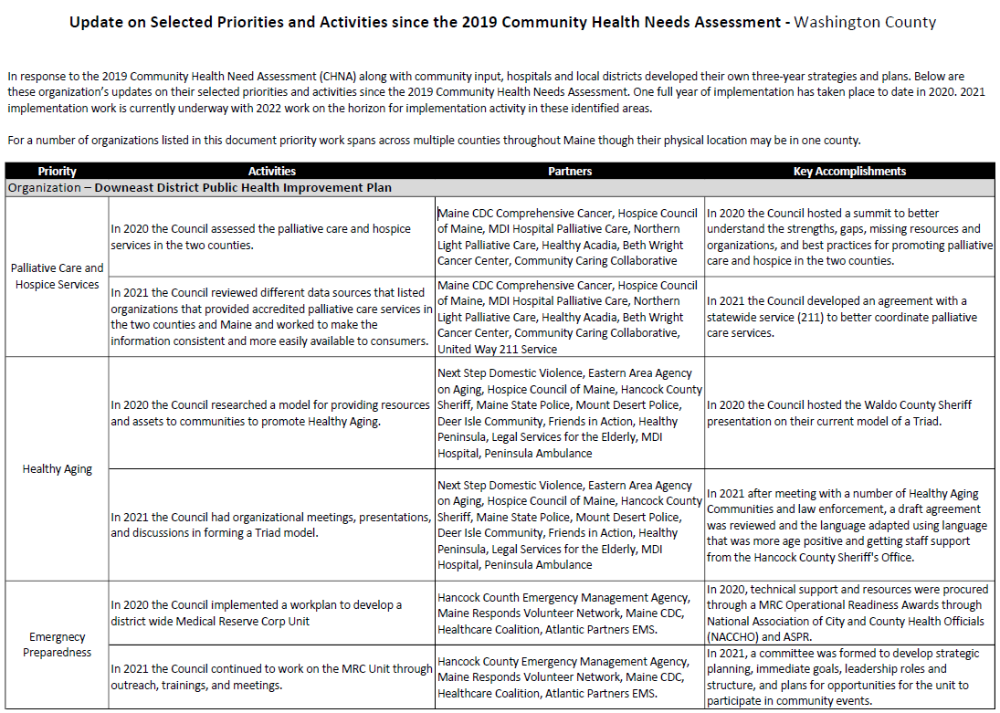 Update on Selected Priorities and Activities since the 2019 Community Health Needs Assessment - Washington County
In response to the 2019 Community Health Need Assessment (CHNA) along with community input, hospitals and local districts developed their own three-year strategies and plans. Below are
these organization's updates on their selected priorities and activities since the 2019 Community Health Needs Assessment. One full year of implementation has taken place to date in 2020. 2021
implementation work is currently underway with 2022 work on the horizon for implementation activity in these identified areas.
For a number of organizations listed in this document priority work spans across multiple counties throughout Maine though their physical location may be in one county.
Priority Activities Partners Key Accomplishments
Organization – Downeast District Public Health Improvement Plan
Palliative Care and
Hospice Services
In 2020 the Council assessed the palliative care and hospice
services in the two counties.
Maine CDC Comprehensive Cancer, Hospice Council
of Maine, MDI Hospital Palliative Care, Northern
Light Palliative Care, Healthy Acadia, Beth Wright
Cancer Center, Community Caring Collaborative
In 2020 the Council hosted a summit to better
understand the strengths, gaps, missing resources and
organizations, and best practices for promoting palliative
care and hospice in the two counties.
In 2021 the Council reviewed different data sources that listed
organizations that provided accredited palliative care services in
the two counties and Maine and worked to make the
information consistent and more easily available to consumers.
Maine CDC Comprehensive Cancer, Hospice Council
of Maine, MDI Hospital Palliative Care, Northern
Light Palliative Care, Healthy Acadia, Beth Wright
Cancer Center, Community Caring Collaborative,
United Way 211 Service
In 2021 the Council developed an agreement with a
statewide service (211) to better coordinate palliative
care services.
Healthy Aging
In 2020 the Council researched a model for providing resources
and assets to communities to promote Healthy Aging.
Next Step Domestic Violence, Eastern Area Agency
on Aging, Hospice Council of Maine, Hancock County
Sheriff, Maine State Police, Mount Desert Police,
Deer Isle Community, Friends in Action, Healthy
Peninsula, Legal Services for the Elderly, MDI
Hospital, Peninsula Ambulance
In 2020 the Council hosted the Waldo County Sheriff
presentation on their current model of a Triad.
In 2021 the Council had organizational meetings, presentations,
and discussions in forming a Triad model.
Next Step Domestic Violence, Eastern Area Agency
on Aging, Hospice Council of Maine, Hancock County
Sheriff, Maine State Police, Mount Desert Police,
Deer Isle Community, Friends in Action, Healthy
Peninsula, Legal Services for the Elderly, MDI
Hospital, Peninsula Ambulance
In 2021 after meeting with a number of Healthy Aging
Communities and law enforcement, a draft agreement
was reviewed and the language adapted using language
that was more age positive and getting staff support
from the Hancock County Sheriff's Office.
Emergnecy
Preparedness
In 2020 the Council implemented a workplan to develop a
district wide Medical Reserve Corp Unit
Hancock Counth Emergency Management Agency,
Maine Responds Volunteer Network, Maine CDC,
Healthcare Coalition, Atlantic Partners EMS.
In 2020, technical support and resources were procured
through a MRC Operational Readiness Awards through
National Association of City and County Health Officials
(NACCHO) and ASPR.
In 2021 the Council continued to work on the MRC Unit through
outreach, trainings, and meetings.
Hancock County Emergency Management Agency,
Maine Responds Volunteer Network, Maine CDC,
Healthcare Coalition, Atlantic Partners EMS.
In 2021, a committee was formed to develop strategic
planning, immediate goals, leadership roles and
structure, and plans for opportunities for the unit to
participate in community events.